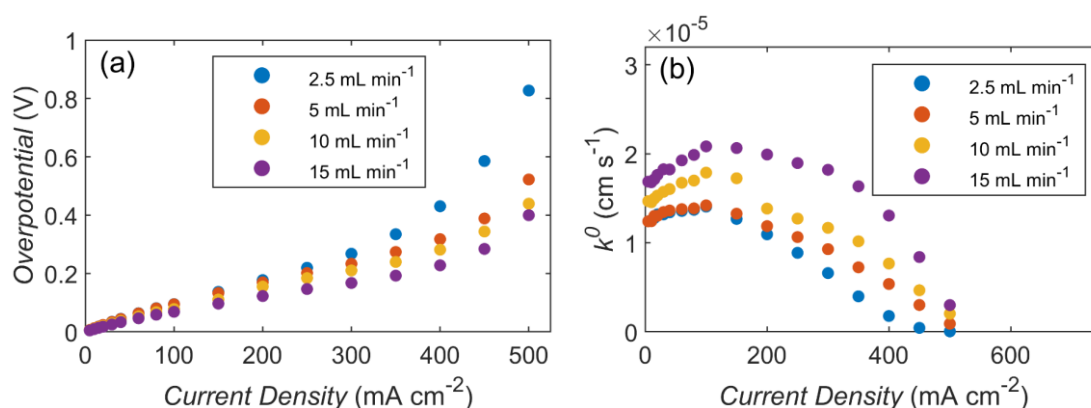 (a)
Overpotential (V)
1
0.8
0.6
0.4
0.2
0
0 100 200 300 400 500
Current Density (mA cm⁻²)
2.5 mL min⁻¹
5 mL min⁻¹
10 mL min⁻¹
15 mL min⁻¹
×10⁻⁵
(b)
k⁰ (cm s⁻¹)
3
2
1
0
0 200 400 600
Current Density (mA cm⁻²)
2.5 mL min⁻¹
5 mL min⁻¹
10 mL min⁻¹
15 mL min⁻¹